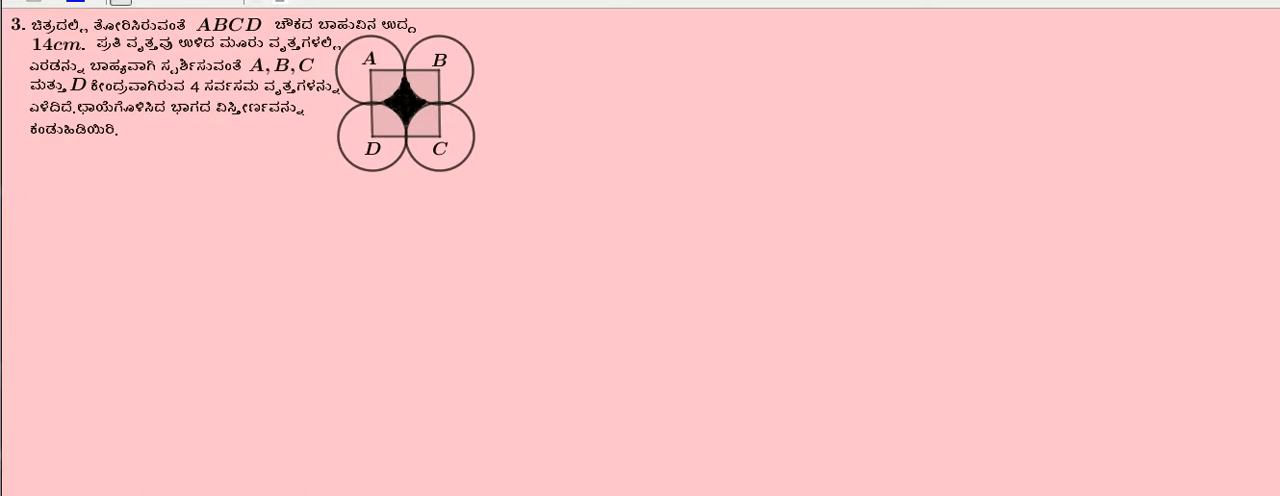 3. ಚಿತ್ರದಲ್ಲಿ ತೋರಿಸಿರುವಂತೆ ABCD ಚೌಕದ ಬಾಹುವಿನ ಉದ್ದ
14cm. ಪ್ರತಿ ವೃತ್ತವು ಉಳಿದ ಮೂರು ವೃತ್ತಗಳಲ್ಲಿ
ಎರಡನ್ನು ಬಾಹ್ಯವಾಗಿ ಸ್ಪರ್ಶಿಸುವಂತೆ A, B, C
ಮತ್ತು D ಕೇಂದ್ರವಾಗಿರುವ 4 ಸರ್ವಸಮ ವೃತ್ತಗಳನ್ನು
ಎಳೆದಿದೆ.ಛಾಯೆಗೊಳಿಸಿದ ಭಾಗದ ವಿಸ್ತೀರ್ಣವನ್ನು
ಕಂಡುಹಿಡಿಯಿರಿ.
A B
D C